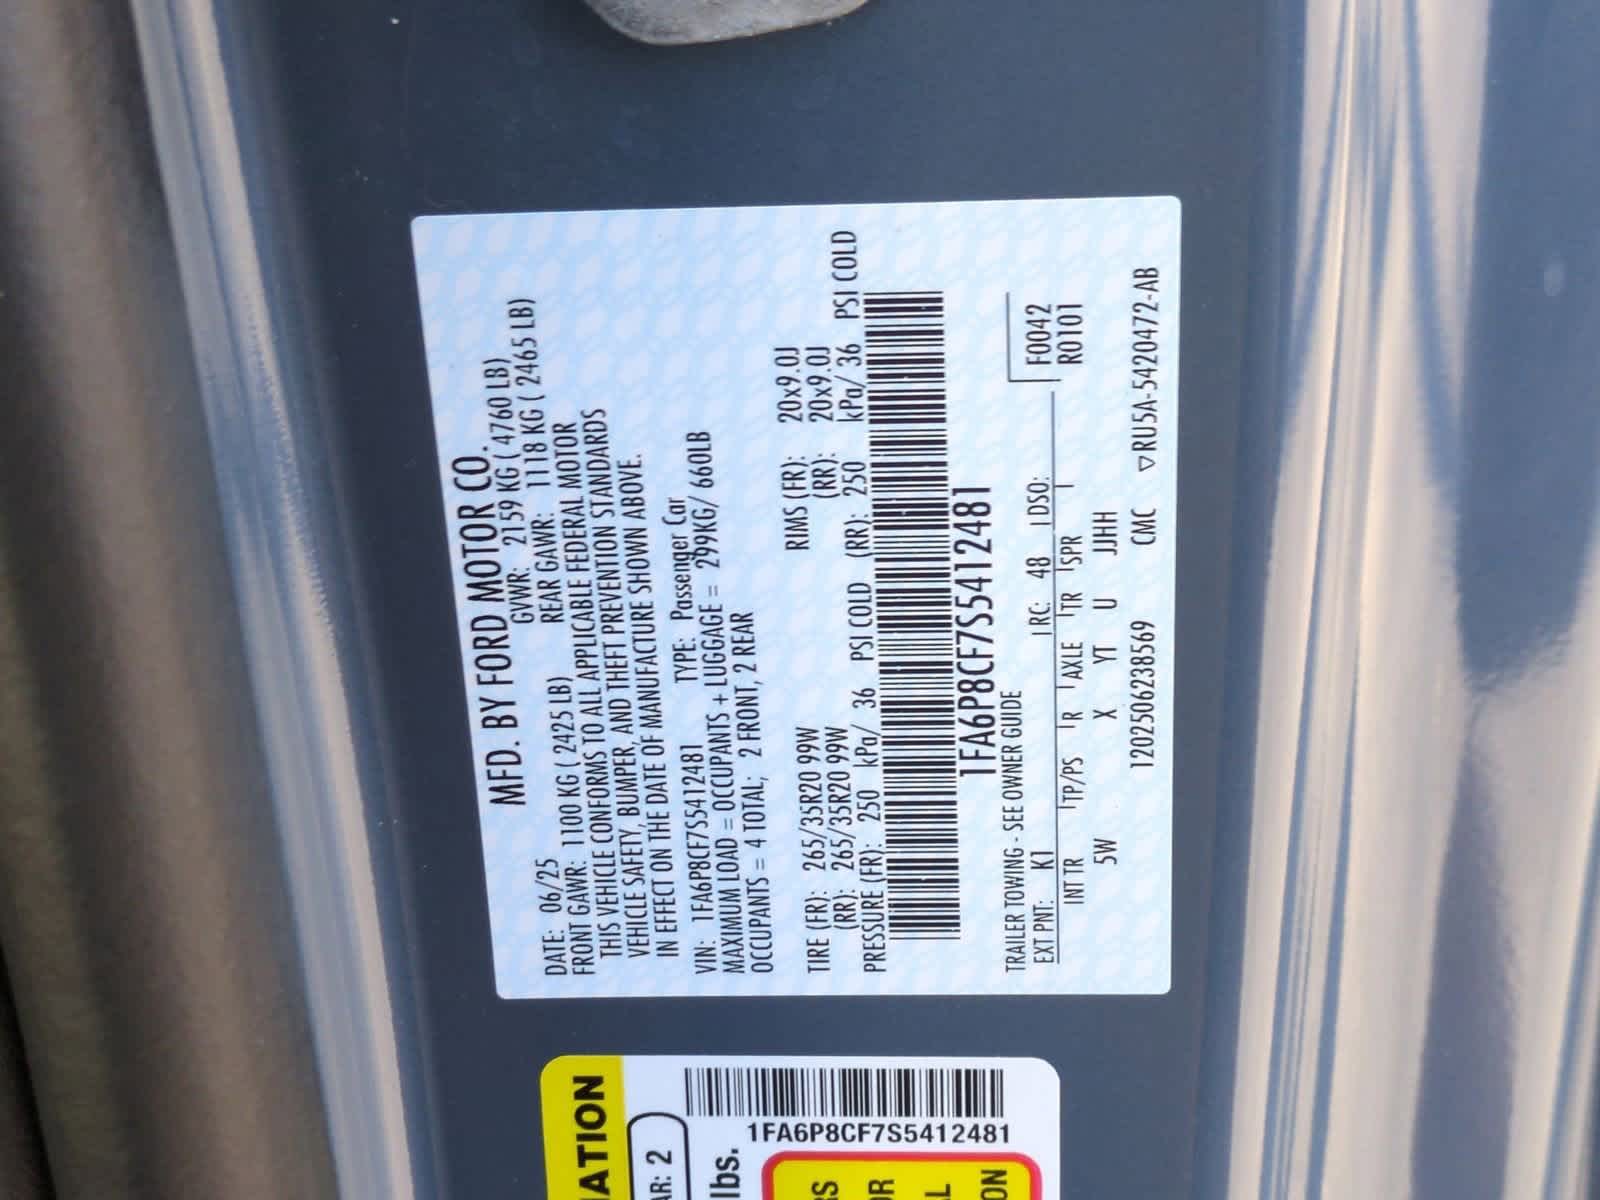 MFD. BY FORD MOTOR CO.
DATE: 06/25 GVWR: 2159 KG ( 4760 LB)
FRONT GAWR: 1100 KG ( 2425 LB) REAR GAWR: 1118 KG ( 2465 LB)
THIS VEHICLE CONFORMS TO ALL APPLICABLE FEDERAL MOTOR
VEHICLE SAFETY, BUMPER, AND THEFT PREVENTION STANDARDS
IN EFFECT ON THE DATE OF MANUFACTURE SHOWN ABOVE.
VIN: 1FA6P8CF7S5412481 TYPE: Passenger Car
MAXIMUM LOAD = OCCUPANTS + LUGGAGE = 299KG/ 660LB
OCCUPANTS = 4 TOTAL; 2 FRONT, 2 REAR
TIRE (FR): 265/35R20 99W RIMS (FR): 20x9.0J
(RR): 265/35R20 99W (RR): 20x9.0J
PRESSURE (FR): 250 kPa/ 36 PSI COLD (RR): 250 kPa/ 36 PSI COLD
1FA6P8CF7S5412481
TRAILER TOWING - SEE OWNER GUIDE
F0042
EXT PNT: K1 RC: 48 DSO: R0101
INT TR TP/PS R AXLE TR SPR
5W X YT U JJHH
1202506238569 CMC ▽RU5A-5420472-AB
ATION
AR: 2
lbs.
1FA6P8CF7S5412481
RS
OR
AL
ON